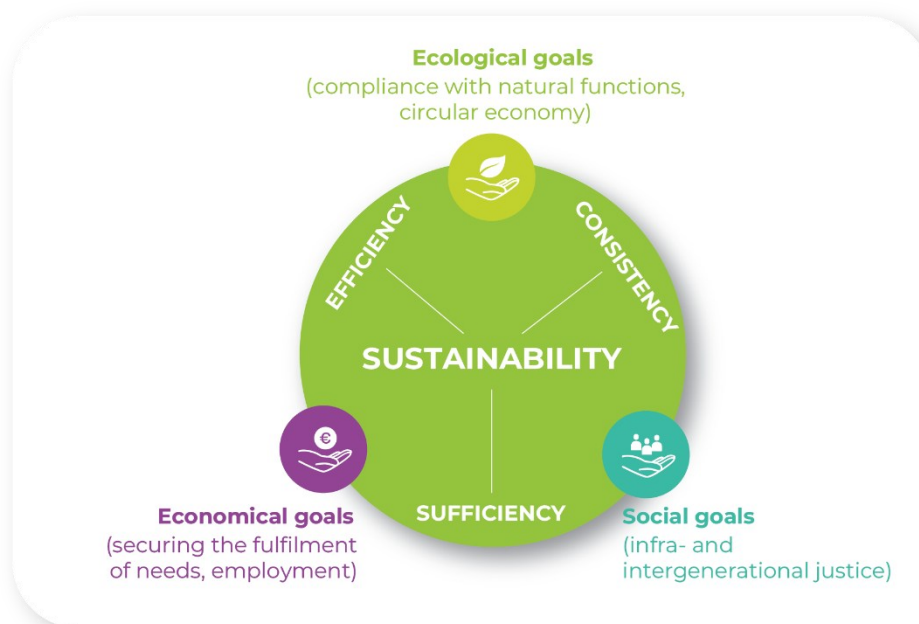 Ecological goals
(compliance with natural functions,
circular economy)
EFFICIENCY
CONSISTENCY
SUSTAINABILITY
€
SUFFICIENCY
Economical goals
(securing the fulfilment
of needs, employment)
Social goals
(infra- and
intergenerational justice)